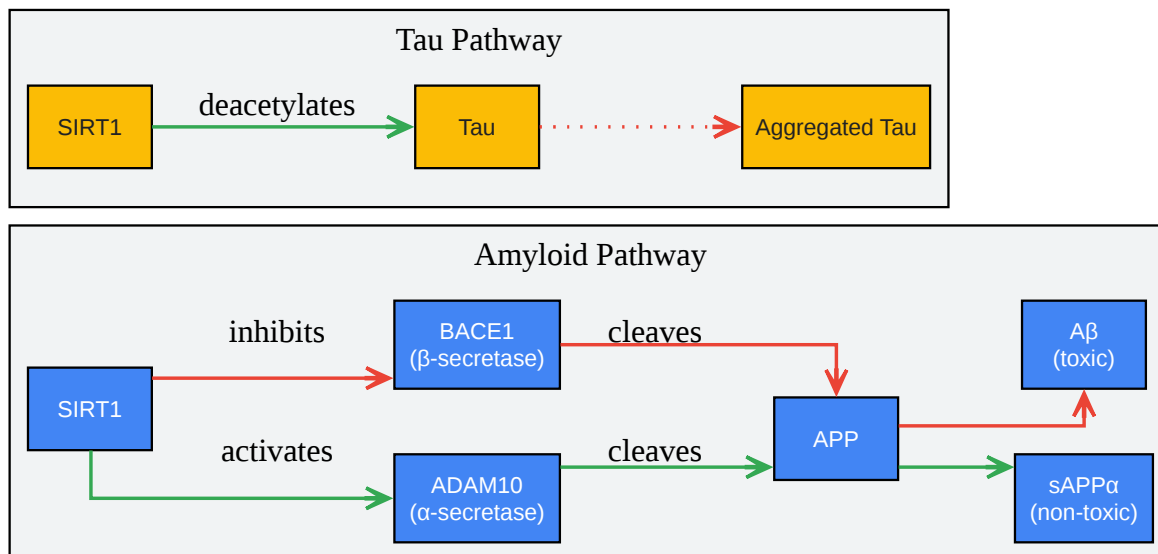 Tau Pathway
deacetylates
SIRT1
Tau
Aggregated Tau
Amyloid Pathway
inhibits
BACE1
(β-secretase)
cleaves
Aβ
(toxic)
SIRT1
APP
activates
ADAM10
(α-secretase)
cleaves
sAPPα
(non-toxic)